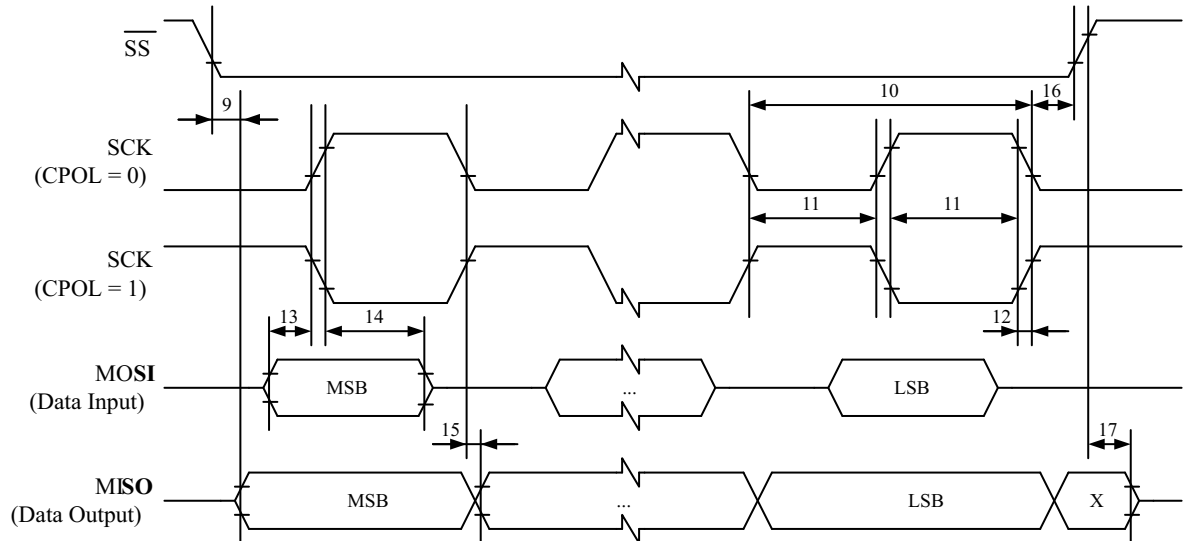 SS
9
10
16
SCK
(CPOL = 0)
11
11
SCK
(CPOL = 1)
13
14
12
MOSI
(Data Input)
MSB
...
LSB
15
17
MISO
(Data Output)
MSB
...
LSB
X